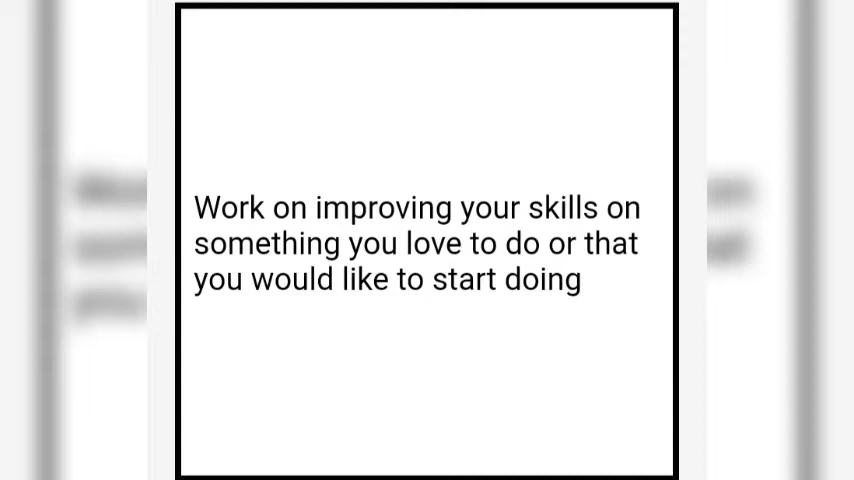 Work on improving your skills on
something you love to do or that
you would like to start doing